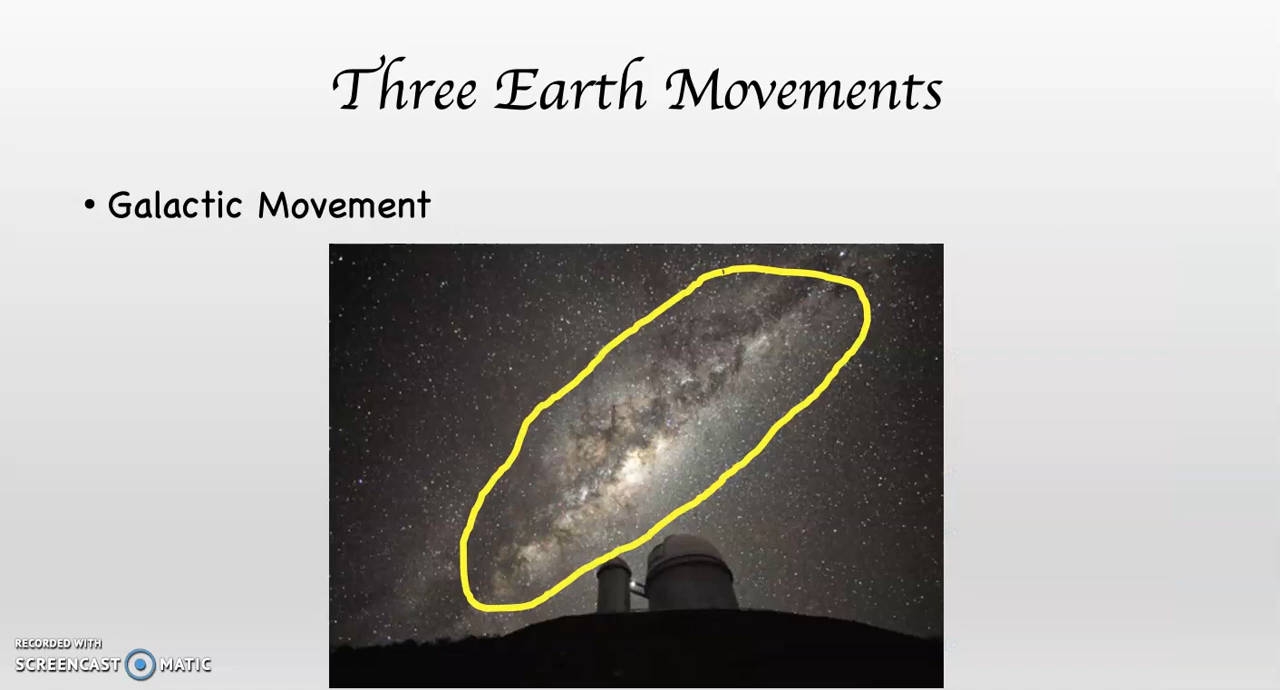 Three Earth Movements
• Galactic Movement
RECORDED WITH
SCREENCAST MATIC